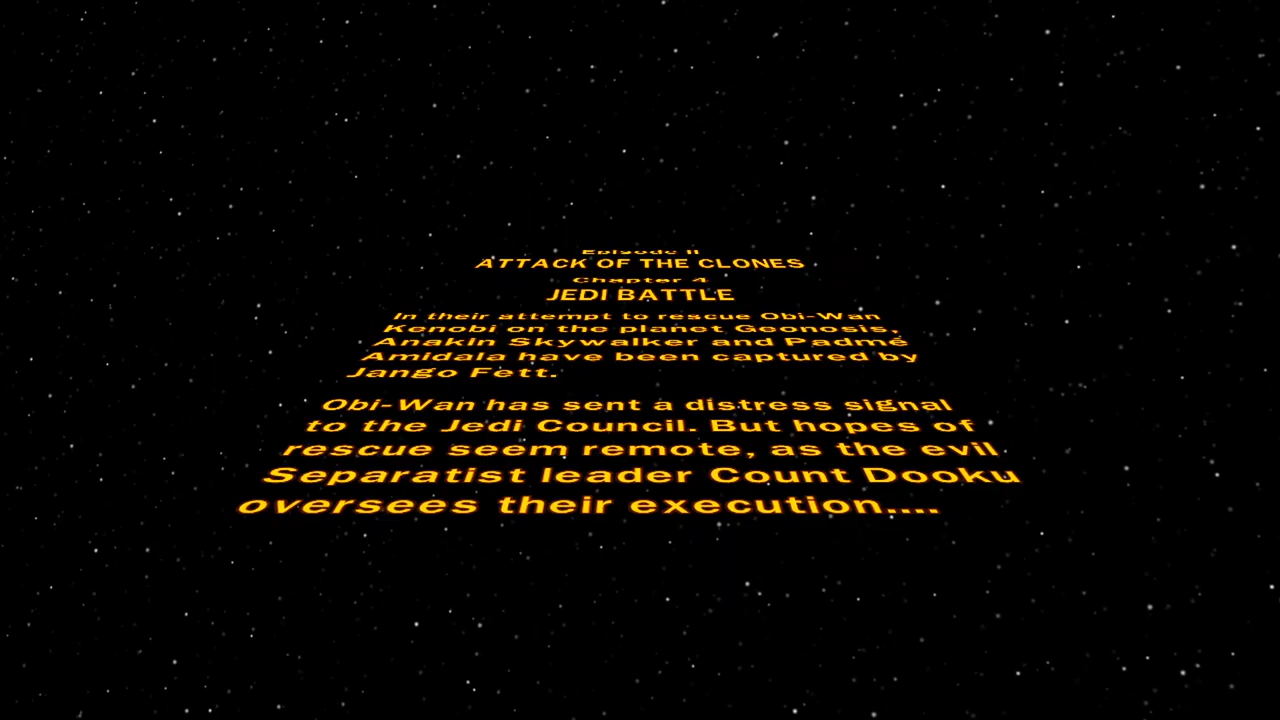 Episode II
ATTACK OF THE CLONES
Chapter 4
JEDI BATTLE
In their attempt to rescue Obi-Wan
Kenobi on the planet Geonosis,
Anakin Skywalker and Padmé
Amidala have been captured by
Jango Fett.
Obi-Wan has sent a distress signal
to the Jedi Council. But hopes of
rescue seem remote, as the evil
Separatist leader Count Dooku
oversees their execution....